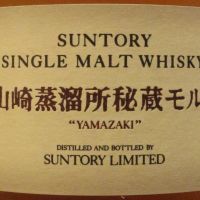 SUNTORY
SINGLE MALT WHISKY
山崎蒸溜所秘蔵モル
"YAMAZAKI"
DISTILLED AND BOTTLED BY
SUNTORY LIMITED